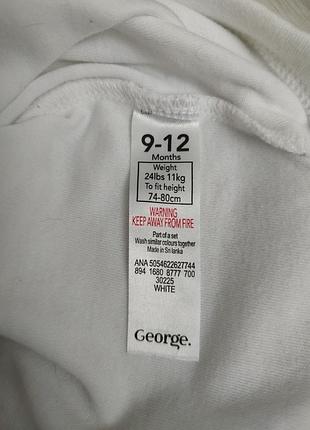 9-12
Months
Weight
24lbs 11kg
To fit height
74-80cm
WARNING
KEEP AWAY FROM FIRE
Part of a set
Wash similar colours together
Made in Sri lanka
ANA 5054622627744
894 1680 8777 700
30225
WHITE
George.